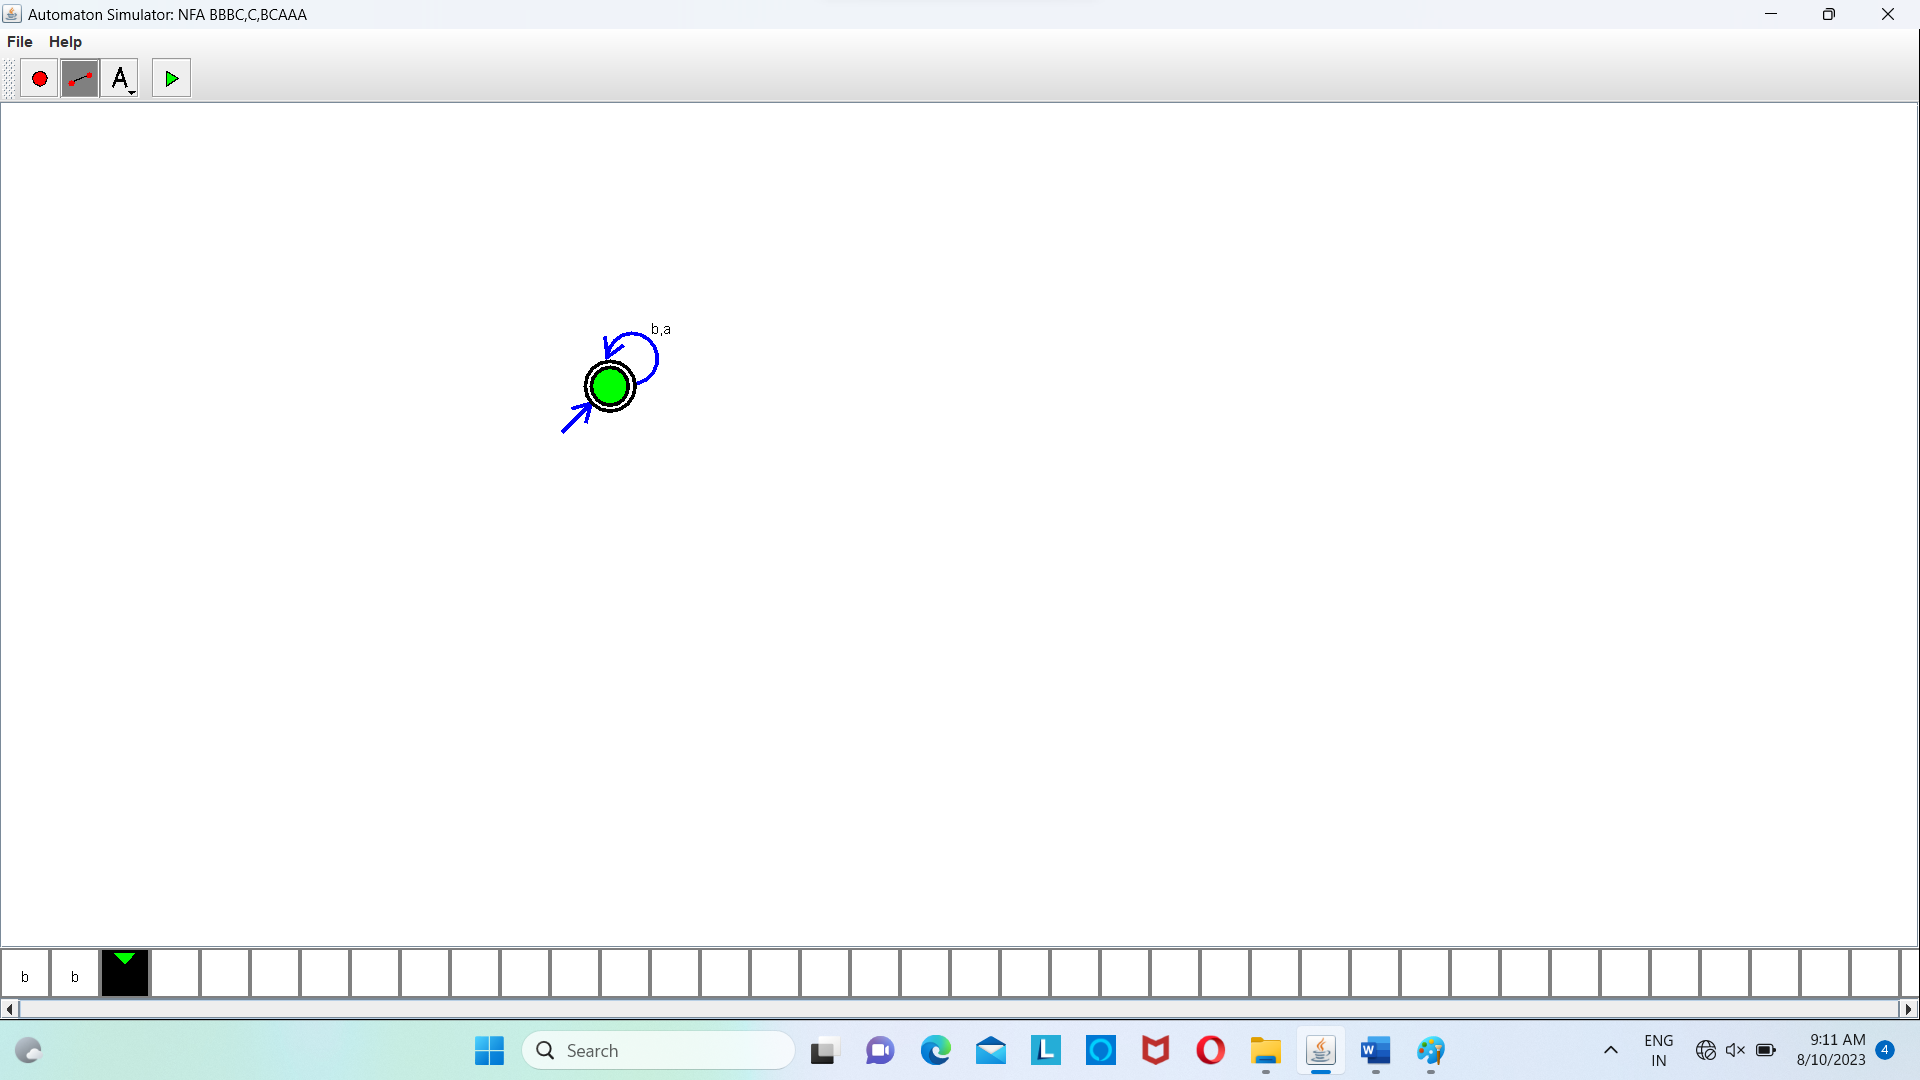 Automaton Simulator: NFA BBBC,C,BCAAA
File Help
A
b,a
b b
Search
L
W
ENG
IN
9:11 AM
8/10/2023
4